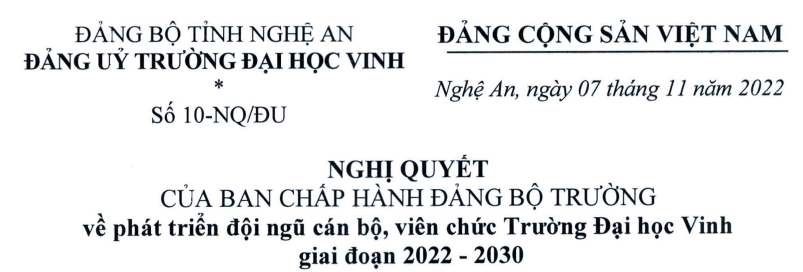 ĐẢNG BỘ TỈNH NGHỆ AN
ĐẢNG UỶ TRƯỜNG ĐẠI HỌC VINH
*
Số 10-NQ/ĐU
ĐẢNG CỘNG SẢN VIỆT NAM
Nghệ An, ngày 07 tháng 11 năm 2022
NGHỊ QUYẾT
CỦA BAN CHẤP HÀNH ĐẢNG BỘ TRƯỜNG
về phát triển đội ngũ cán bộ, viên chức Trường Đại học Vinh
giai đoạn 2022 - 2030